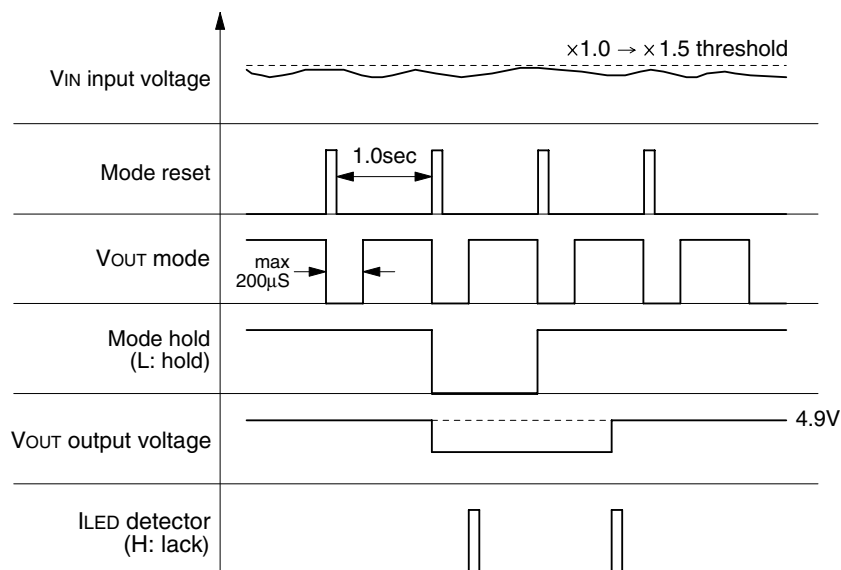 ×1.0 → ×1.5 threshold
VIN input voltage
1.0sec
Mode reset
VOUT mode
max
200µS
Mode hold
(L: hold)
VOUT output voltage
4.9V
ILED detector
(H: lack)